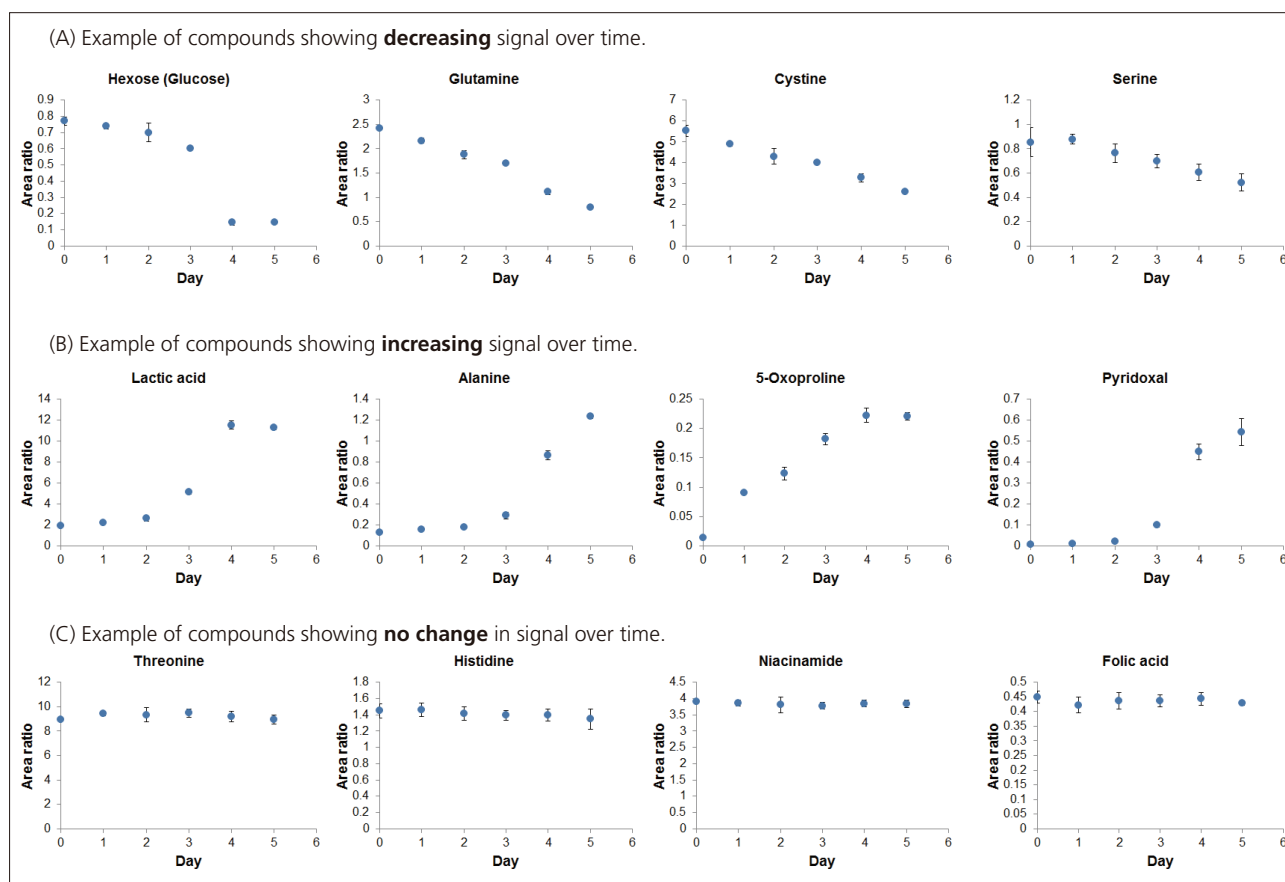 (A) Example of compounds showing decreasing signal over time.
Hexose (Glucose)
Area ratio
0.9
0.8
0.7
0.6
0.5
0.4
0.3
0.2
0.1
0
0 1 2 3 4 5 6
Day
Glutamine
Area ratio
3
2.5
2
1.5
1
0.5
0
0 1 2 3 4 5 6
Day
Cystine
Area ratio
7
6
5
4
3
2
1
0
0 1 2 3 4 5 6
Day
Serine
Area ratio
1.2
1
0.8
0.6
0.4
0.2
0
0 1 2 3 4 5 6
Day
(B) Example of compounds showing increasing signal over time.
Lactic acid
Area ratio
14
12
10
8
6
4
2
0
0 1 2 3 4 5 6
Day
Alanine
Area ratio
1.4
1.2
1
0.8
0.6
0.4
0.2
0
0 1 2 3 4 5 6
Day
5-Oxoproline
Area ratio
0.25
0.2
0.15
0.1
0.05
0
0 1 2 3 4 5 6
Day
Pyridoxal
Area ratio
0.7
0.6
0.5
0.4
0.3
0.2
0.1
0
0 1 2 3 4 5 6
Day
(C) Example of compounds showing no change in signal over time.
Threonine
Area ratio
12
10
8
6
4
2
0
0 1 2 3 4 5 6
Day
Histidine
Area ratio
1.8
1.6
1.4
1.2
1
0.8
0.6
0.4
0.2
0
0 1 2 3 4 5 6
Day
Niacinamide
Area ratio
4.5
4
3.5
3
2.5
2
1.5
1
0.5
0
0 1 2 3 4 5 6
Day
Folic acid
Area ratio
0.5
0.45
0.4
0.35
0.3
0.25
0.2
0.15
0.1
0.05
0
0 1 2 3 4 5 6
Day